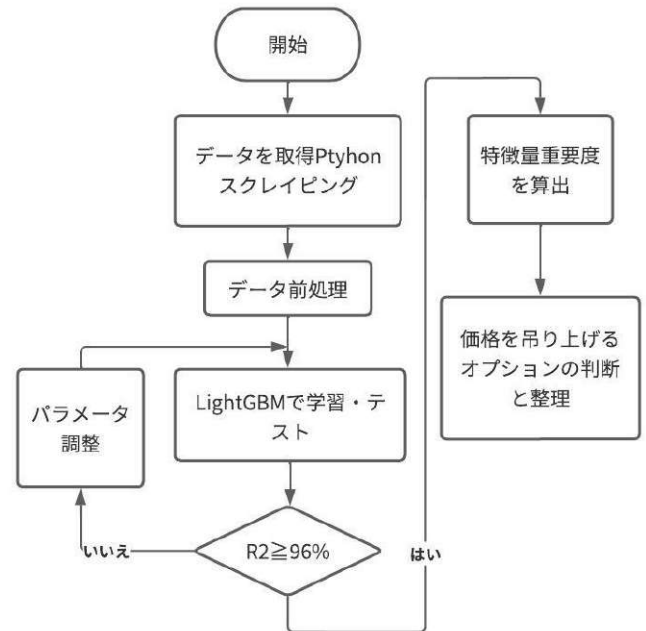 開始
データを取得Ptyhon
スクレイピング
データ前処理
LightGBMで学習・テ
スト
パラメータ
調整
R2≧96%
いいえ
はい
特徴量重要度
を算出
価格を吊り上げる
オプションの判断
と整理